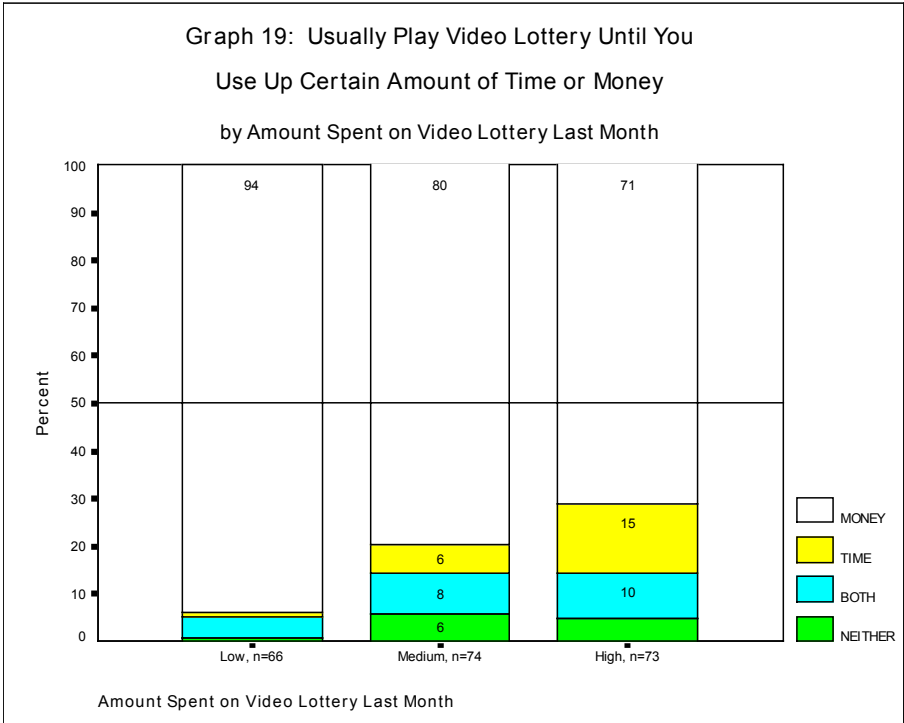 Graph 19: Usually Play Video Lottery Until You
Use Up Certain Amount of Time or Money
by Amount Spent on Video Lottery Last Month
Percent
100
90
80
70
60
50
40
30
20
10
0
94
80
71
6
8
6
15
10
Low, n=66
Medium, n=74
High, n=73
Amount Spent on Video Lottery Last Month
MONEY
TIME
BOTH
NEITHER